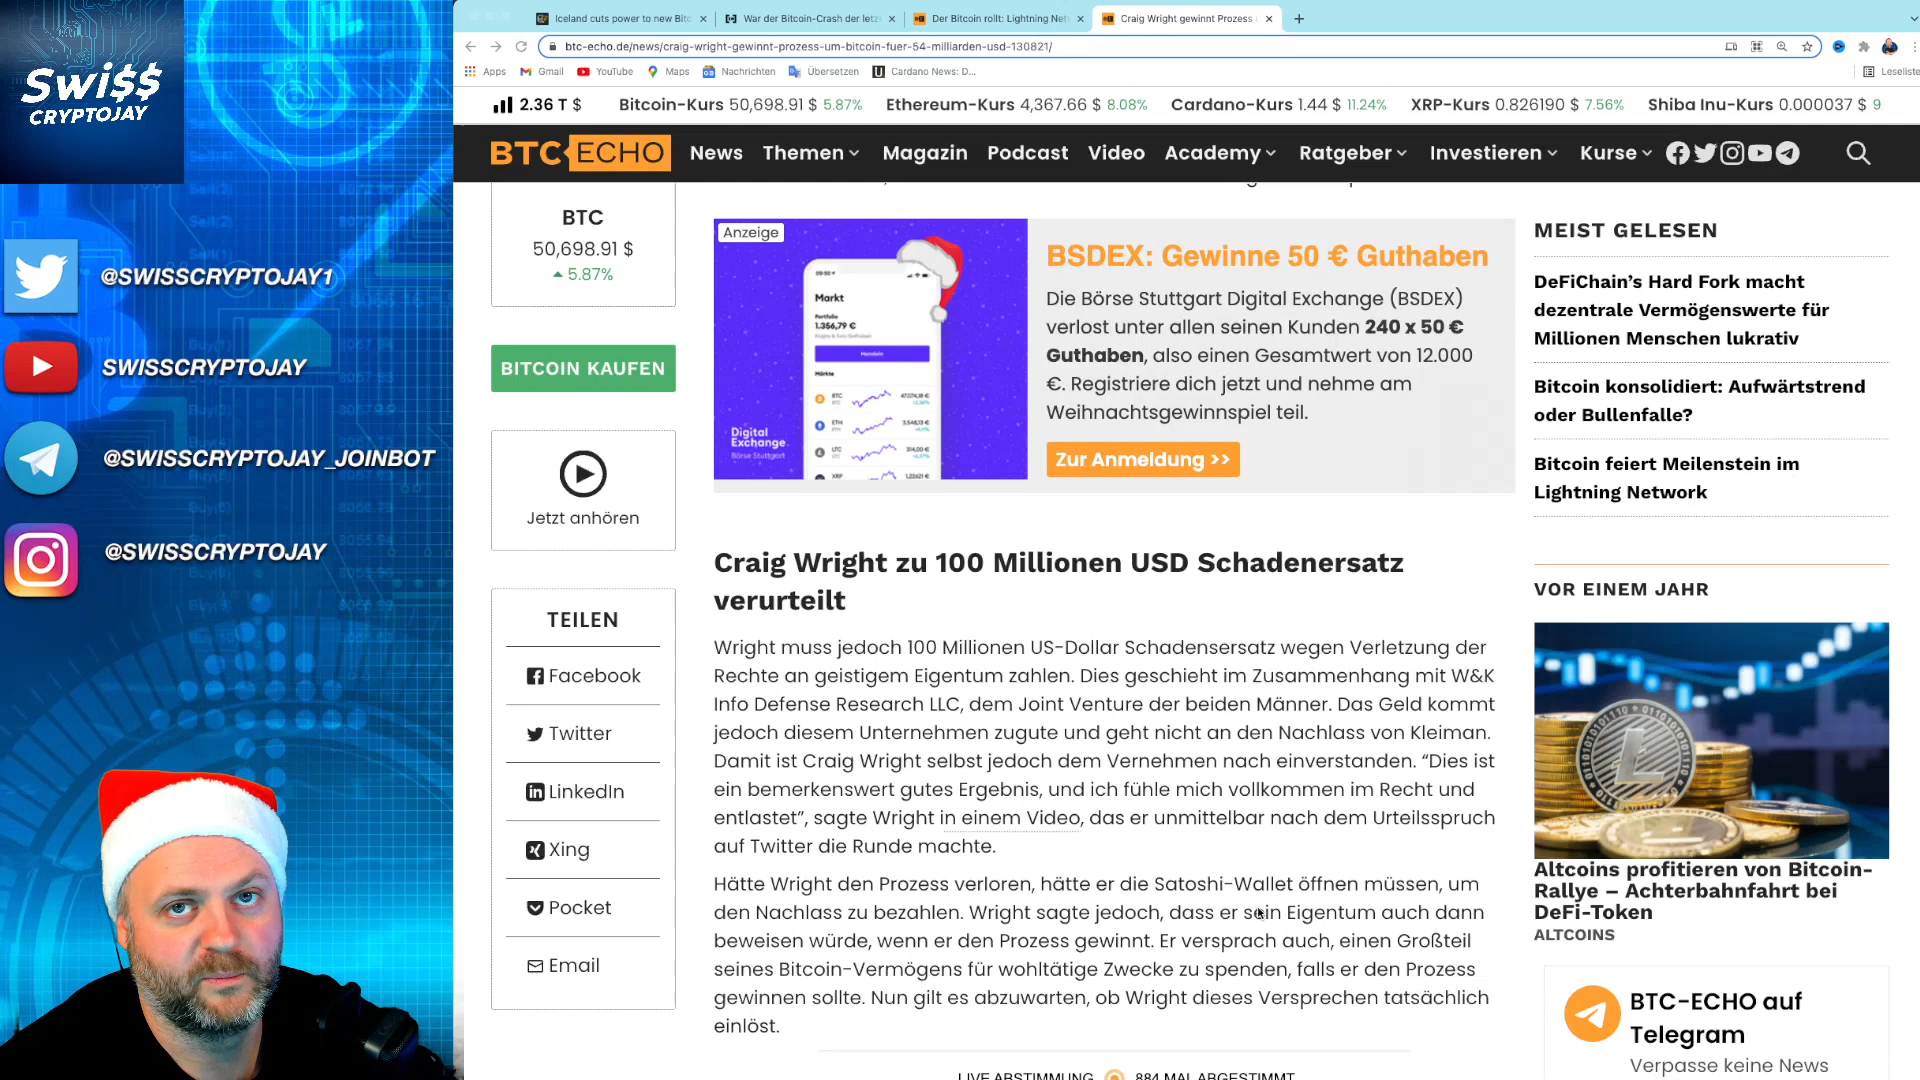 Swi$$
CRYPTOJAY
@SWISSCRYPTOJAY1
SWISSCRYPTOJAY
@SWISSCRYPTOJAY_JOINBOT
@SWISSCRYPTOJAY
Iceland cuts power to new Bitc
War der Bitcoin-Crash der letz
Der Bitcoin rollt: Lightning Net
Craig Wright gewinnt Prozess
btc-echo.de/news/craig-wright-gewinnt-prozess-um-bitcoin-fuer-54-milliarden-usd-130821/
Apps Gmail YouTube Maps Nachrichten Übersetzen Cardano News: D... Leseliste
2.36 T $ Bitcoin-Kurs 50,698.91 $ 5.87% Ethereum-Kurs 4,367.66 $ 8.08% Cardano-Kurs 1.44 $ 11.24% XRP-Kurs 0.826190 $ 7.56% Shiba Inu-Kurs 0.000037 $ 9
BTC ECHO News Themen Magazin Podcast Video Academy Ratgeber Investieren Kurse
BTC
50,698.91 $
5.87%
BITCOIN KAUFEN
Jetzt anhören
TEILEN
Facebook
Twitter
LinkedIn
Xing
Pocket
Email
Anzeige
Markt
Portfolio
1.356,79 €
Handeln
Märkte
BTC
ETH
LTC
XRP
Digital
Exchange
Börse Stuttgart
BSDEX: Gewinne 50 € Guthaben
Die Börse Stuttgart Digital Exchange (BSDEX)
verlost unter allen seinen Kunden 240 x 50 €
Guthaben, also einen Gesamtwert von 12.000
€. Registriere dich jetzt und nehme am
Weihnachtsgewinnspiel teil.
Zur Anmeldung >>
Craig Wright zu 100 Millionen USD Schadenersatz
verurteilt
Wright muss jedoch 100 Millionen US-Dollar Schadensersatz wegen Verletzung der
Rechte an geistigem Eigentum zahlen. Dies geschieht im Zusammenhang mit W&K
Info Defense Research LLC, dem Joint Venture der beiden Männer. Das Geld kommt
jedoch diesem Unternehmen zugute und geht nicht an den Nachlass von Kleiman.
Damit ist Craig Wright selbst jedoch dem Vernehmen nach einverstanden. “Dies ist
ein bemerkenswert gutes Ergebnis, und ich fühle mich vollkommen im Recht und
entlastet”, sagte Wright in einem Video, das er unmittelbar nach dem Urteilsspruch
auf Twitter die Runde machte.
Hätte Wright den Prozess verloren, hätte er die Satoshi-Wallet öffnen müssen, um
den Nachlass zu bezahlen. Wright sagte jedoch, dass er sein Eigentum auch dann
beweisen würde, wenn er den Prozess gewinnt. Er versprach auch, einen Großteil
seines Bitcoin-Vermögens für wohltätige Zwecke zu spenden, falls er den Prozess
gewinnen sollte. Nun gilt es abzuwarten, ob Wright dieses Versprechen tatsächlich
einlöst.
LIVE ABSTIMMUNG 884 MAL ABGESTIMMT
MEIST GELESEN
DeFiChain’s Hard Fork macht
dezentrale Vermögenswerte für
Millionen Menschen lukrativ
Bitcoin konsolidiert: Aufwärtstrend
oder Bullenfalle?
Bitcoin feiert Meilenstein im
Lightning Network
VOR EINEM JAHR
Altcoins profitieren von Bitcoin-
Rallye – Achterbahnfahrt bei
DeFi-Token
ALTCOINS
BTC-ECHO auf
Telegram
Verpasse keine News